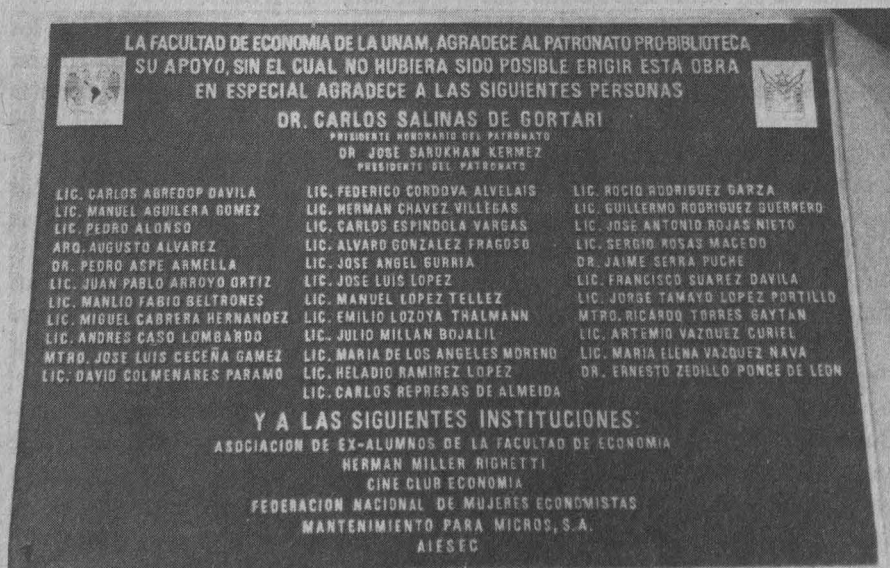 LA FACULTAD DE ECONOMIA DE LA UNAM, AGRADECE AL PATRONATO PRO-BIBLIOTECA
SU APOYO, SIN EL CUAL NO HUBIERA SIDO POSIBLE ERIGIR ESTA OBRA
EN ESPECIAL AGRADECE A LAS SIGUIENTES PERSONAS
DR. CARLOS SALINAS DE GORTARI
PRESIDENTE HONORARIO DEL PATRONATO
DR JOSE SARUKHAN KERMEZ
PRESIDENTE DEL PATRONATO
LIC. CARLOS ABREDOP DAVILA
LIC. MANUEL AGUILERA GOMEZ
LIC. PEDRO ALONSO
ARQ. AUGUSTO ALVAREZ
DR. PEDRO ASPE ARMELLA
LIC. JUAN PABLO ARROYO ORTIZ
LIC. MANLIO FABIO BELTRONES
LIC. MIGUEL CABRERA HERNANDEZ
LIC. ANDRES CASO LOMBARDO
MTRO. JOSE LUIS CECEÑA GAMEZ
LIC. DAVID COLMENARES PARAMO
LIC. FEDERICO CORDOVA ALVELAIS
LIC. HERMAN CHAVEZ VILLEGAS
LIC. CARLOS ESPINDOLA VARGAS
LIC. ALVARO GONZALEZ FRAGOSO
LIC. JOSE ANGEL GURRIA
LIC. JOSE LUIS LOPEZ
LIC. MANUEL LOPEZ TELLEZ
LIC. EMILIO LOZOYA THALMANN
LIC. JULIO MILLAN BOJALIL
LIC. MARIA DE LOS ANGELES MORENO
LIC. HELADIO RAMIREZ LOPEZ
LIC. CARLOS REPRESAS DE ALMEIDA
LIC. ROCIO RODRIGUEZ GARZA
LIC. GUILLERMO RODRIGUEZ GUERRERO
LIC. JOSE ANTONIO ROJAS NIETO
LIC. SERGIO ROSAS MACEDO
DR. JAIME SERRA PUCHE
LIC. FRANCISCO SUAREZ DAVILA
LIC. JORGE TAMAYO LOPEZ PORTILLO
MTRO. RICARDO TORRES GAYTAN
LIC. ARTEMIO VAZQUEZ CURIEL
LIC. MARIA ELENA VAZQUEZ NAVA
DR. ERNESTO ZEDILLO PONCE DE LEON
Y A LAS SIGUIENTES INSTITUCIONES:
ASOCIACION DE EX-ALUMNOS DE LA FACULTAD DE ECONOMIA
HERMAN MILLER RIGHETTI
CINE CLUB ECONOMIA
FEDERACION NACIONAL DE MUJERES ECONOMISTAS
MANTENIMIENTO PARA MICROS, S.A.
AIESEC